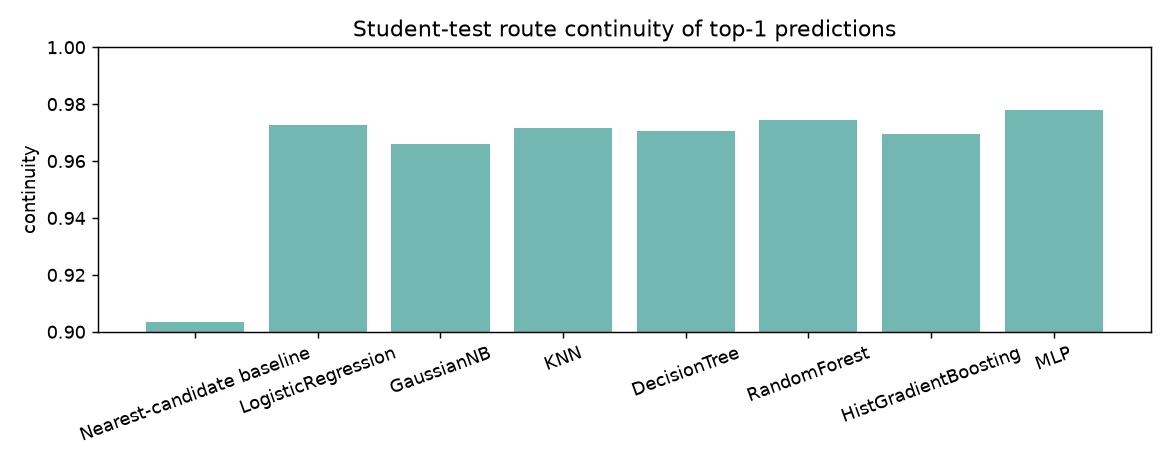 Student-test route continuity of top-1 predictions
continuity
1.00
0.98
0.96
0.94
0.92
0.90
Nearest-candidate baseline
LogisticRegression
GaussianNB
KNN
DecisionTree
RandomForest
HistGradientBoosting
MLP